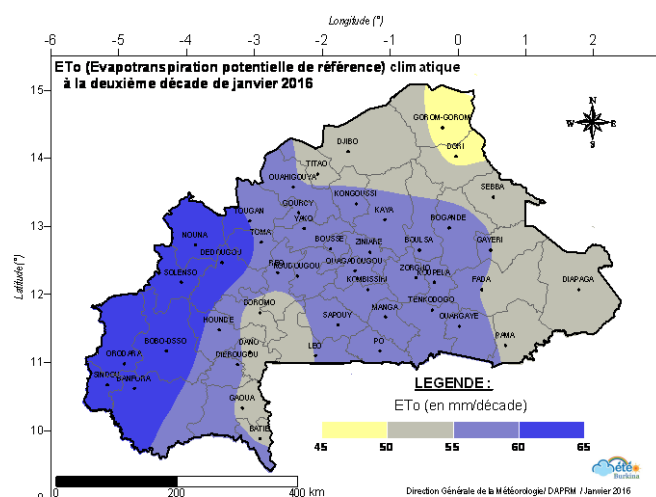 Longitude(°)
-6 -5 -4 -3 -2 -1 0 1 2
ETo (Evapotranspiration potentielle de référence) climatique
à la deuxième décade de janvier 2016
15
GOROM-GOROM
N
W E
S
DJIBO
DORI
14
TITAO
OUAHIGOUYA
SEBBA
KONGOUSSI
TOUGAN
GOURCY
KAYA
13
YAKO
BOGANDE
NOUNA
TOMA
BOUSSE
ZINIARE
BOULSA
GAYERI
DEDOUGOU
Latitude(°)
SOLENSO
REO
KOUDOUGOU
OUAGADOUGOU
ZORGHO
KOUPELA
KOMBISSIRI
FADA
DIAPAGA
12
BOROMO
TENKODOGO
HOUNDE
SAPOUY
MANGA
OUARGAYE
BOBO-DSSO
DANO
LEO
PO
PAMA
11
ORODARA
DIEBOUGOU
SINDOU
BANFORA
LEGENDE :
GAOUA
ETo (en mm/décade)
10
BATIE
45 50 55 60 65
météo
Burkina
9
0 200 400 km
Direction Générale de la Météorologie/ DAPRM / Janvier 2016